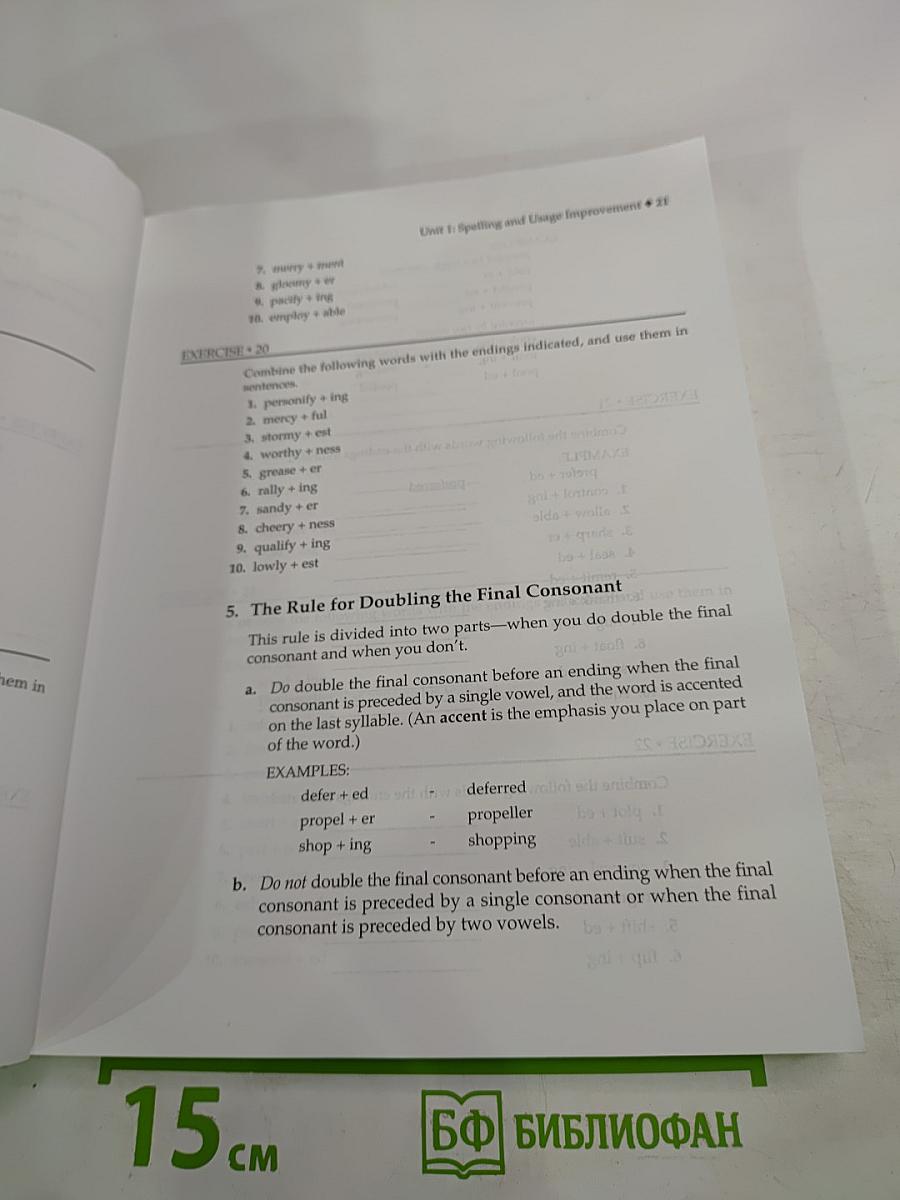 Unit 1: Spelling and Usage Improvement ◆ 21
7. merry + ment
8. gloomy + er
9. pacify + ing
10. employ + able
EXERCISE • 20
Combine the following words with the endings indicated, and use them in
sentences.
1. personify + ing
2. mercy + ful
3. stormy + est
4. worthy + ness
5. grease + er
6. rally + ing
7. sandy + er
8. cheery + ness
9. qualify + ing
10. lowly + est
5. The Rule for Doubling the Final Consonant
This rule is divided into two parts—when you do double the final
consonant and when you don't.
a. Do double the final consonant before an ending when the final
consonant is preceded by a single vowel, and the word is accented
on the last syllable. (An accent is the emphasis you place on part
of the word.)
EXAMPLES:
defer + ed - deferred
propel + er - propeller
shop + ing - shopping
b. Do not double the final consonant before an ending when the final
consonant is preceded by a single consonant or when the final
consonant is preceded by two vowels.
hem in
15 см
БФ БИБЛИОФАН